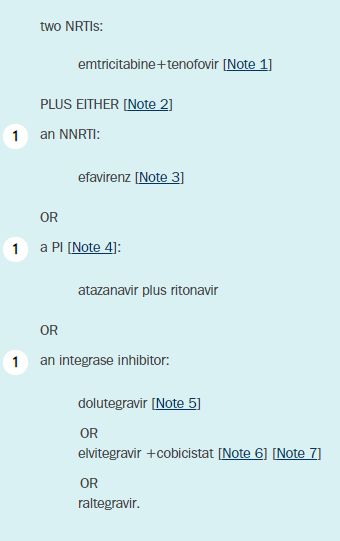 two NRTIs:
emtricitabine+tenofovir [Note 1]
PLUS EITHER [Note 2]
1 an NNRTI:
efavirenz [Note 3]
OR
1 a PI [Note 4]:
atazanavir plus ritonavir
OR
1 an integrase inhibitor:
dolutegravir [Note 5]
OR
elvitegravir +cobicistat [Note 6] [Note 7]
OR
raltegravir.